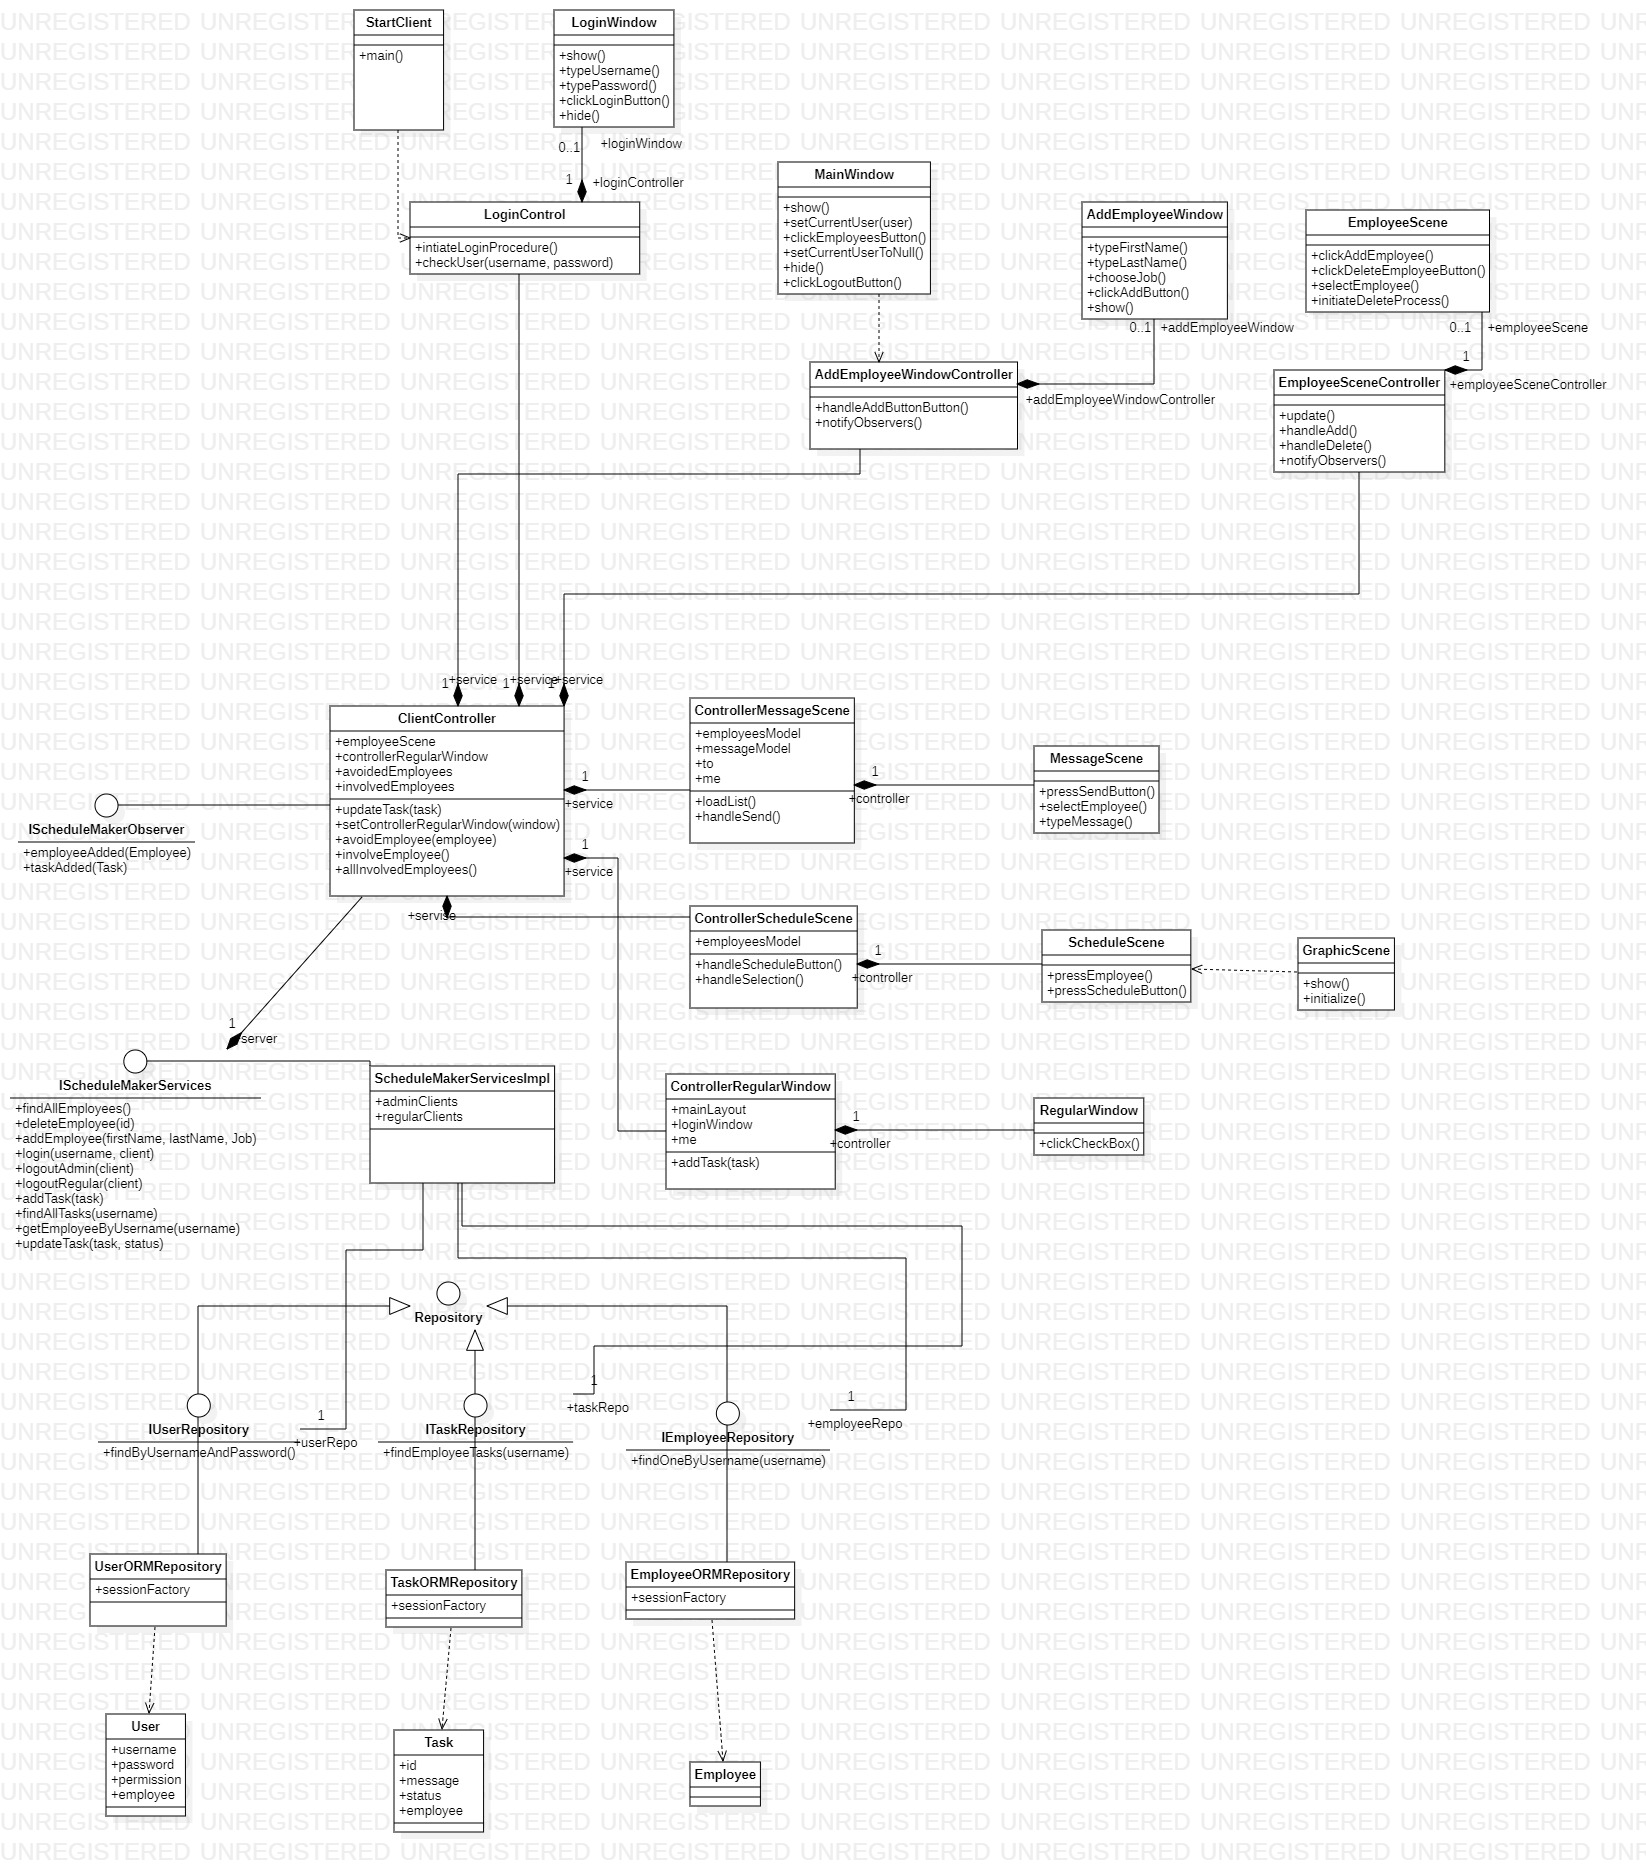 StartClient
+main()
LoginWindow
+show()
+typeUsername()
+typePassword()
+clickLoginButton()
+hide()
0..1
+loginWindow
1
+loginController
LoginControl
+intiateLoginProcedure()
+checkUser(username, password)
MainWindow
+show()
+setCurrentUser(user)
+clickEmployeesButton()
+setCurrentUserToNull()
+hide()
+clickLogoutButton()
AddEmployeeWindow
+typeFirstName()
+typeLastName()
+chooseJob()
+clickAddButton()
+show()
0..1
+addEmployeeWindow
EmployeeScene
+clickAddEmployee()
+clickDeleteEmployeeButton()
+selectEmployee()
+initiateDeleteProcess()
0..1
+employeeScene
1
+employeeSceneController
AddEmployeeWindowController
+handleAddButtonButton()
+notifyObservers()
+addEmployeeWindowController
EmployeeSceneController
+update()
+handleAdd()
+handleDelete()
+notifyObservers()
1
+service
1
+service
1
+service
ClientController
+employeeScene
+controllerRegularWindow
+avoidedEmployees
+involvedEmployees
+updateTask(task)
+setControllerRegularWindow(window)
+avoidEmployee(employee)
+involveEmployee()
+allInvolvedEmployees()
1
+service
1
+service
+servise
ControllerMessageScene
+employeesModel
+messageModel
+to
+me
+loadList()
+handleSend()
1
+controller
MessageScene
+pressSendButton()
+selectEmployee()
+typeMessage()
IScheduleMakerObserver
+employeeAdded(Employee)
+taskAdded(Task)
ControllerScheduleScene
+employeesModel
+handleScheduleButton()
+handleSelection()
1
+controller
ScheduleScene
+pressEmployee()
+pressScheduleButton()
GraphicScene
+show()
+initialize()
1
+server
IScheduleMakerServices
+findAllEmployees()
+deleteEmployee(id)
+addEmployee(firstName, lastName, Job)
+login(username, client)
+logoutAdmin(client)
+logoutRegular(client)
+addTask(task)
+findAllTasks(username)
+getEmployeeByUsername(username)
+updateTask(task, status)
ScheduleMakerServicesImpl
+adminClients
+regularClients
ControllerRegularWindow
+mainLayout
+loginWindow
+me
+addTask(task)
1
+controller
RegularWindow
+clickCheckBox()
Repository
1
+userRepo
1
+taskRepo
1
+employeeRepo
IUserRepository
+findByUsernameAndPassword()
ITaskRepository
+findEmployeeTasks(username)
IEmployeeRepository
+findOneByUsername(username)
UserORMRepository
+sessionFactory
TaskORMRepository
+sessionFactory
EmployeeORMRepository
+sessionFactory
User
+username
+password
+permission
+employee
Task
+id
+message
+status
+employee
Employee
UNREGISTERED